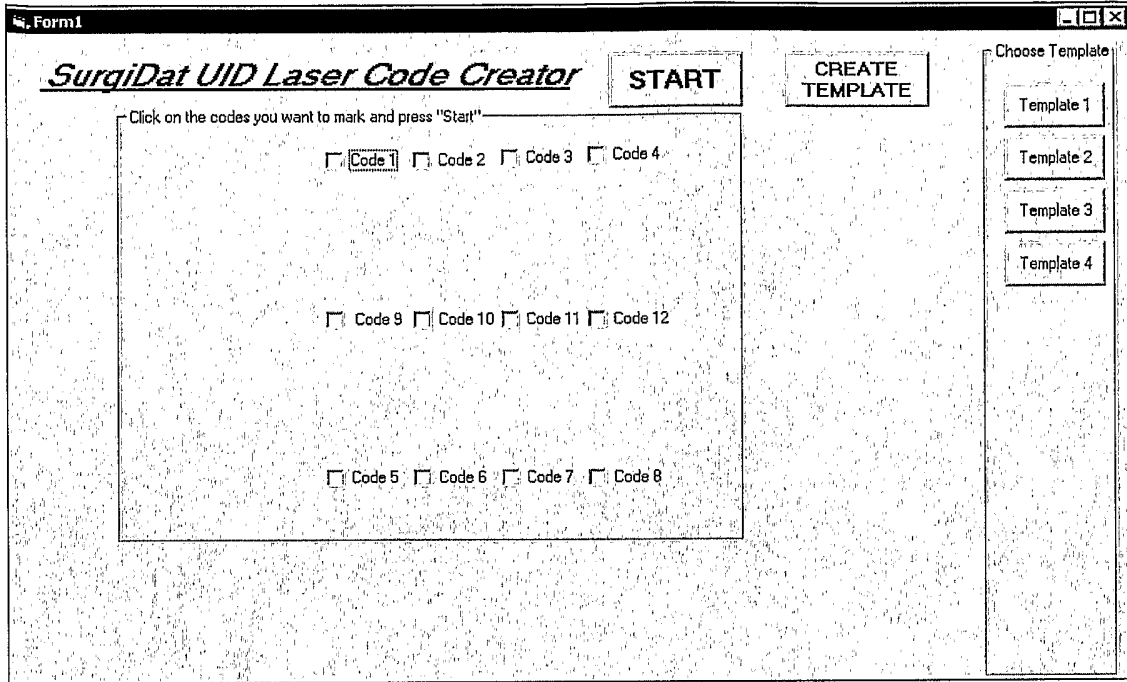 Form1
SurgiDat UID Laser Code Creator
START
CREATE
TEMPLATE
Choose Template
Template 1
Template 2
Template 3
Template 4
Click on the codes you want to mark and press "Start"
Code 1 Code 2 Code 3 Code 4
Code 9 Code 10 Code 11 Code 12
Code 5 Code 6 Code 7 Code 8